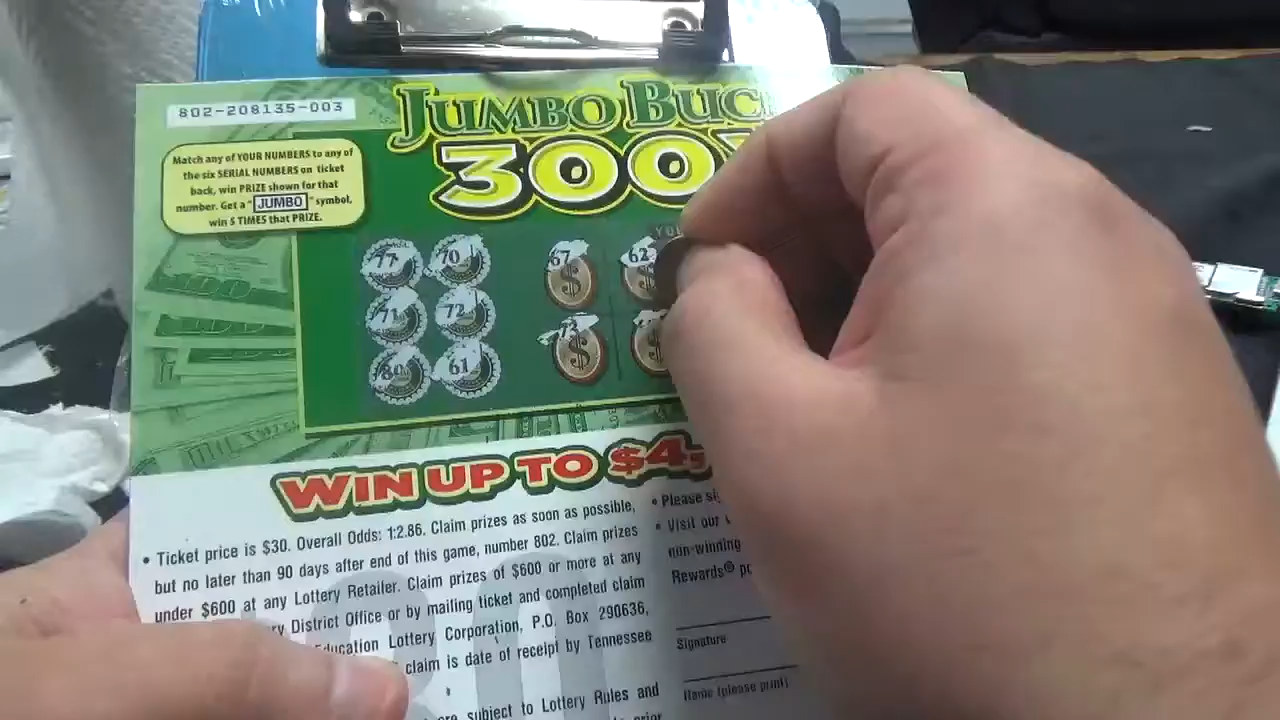 802-208135-003
JUMBO BUC
300
Match any of YOUR NUMBERS to any of
the six SERIAL NUMBERS on ticket
back, win PRIZE shown for that
number. Get a "JUMBO" symbol,
win 5 TIMES that PRIZE.
YOU
77 70 67 62
71 72 73
80 61
WIN UP TO $4,
• Ticket price is $30. Overall Odds: 1:2.86. Claim prizes as soon as possible,
but no later than 90 days after end of this game, number 802. Claim prizes
under $600 at any Lottery Retailer. Claim prizes of $600 or more at any
District Office or by mailing ticket and completed claim
Education Lottery Corporation, P.O. Box 290636,
claim is date of receipt by Tennessee
subject to Lottery Rules and
prior
• Please
• Visit our
non-winning
Rewards®
Signature
Name (please print)